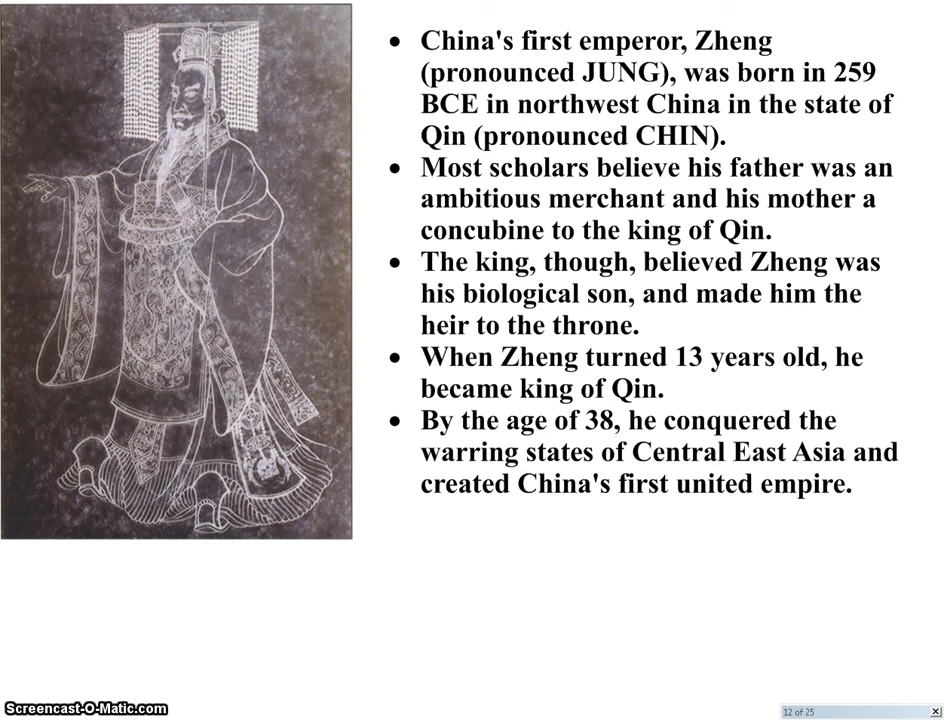 • China's first emperor, Zheng
(pronounced JUNG), was born in 259
BCE in northwest China in the state of
Qin (pronounced CHIN).
• Most scholars believe his father was an
ambitious merchant and his mother a
concubine to the king of Qin.
• The king, though, believed Zheng was
his biological son, and made him the
heir to the throne.
• When Zheng turned 13 years old, he
became king of Qin.
• By the age of 38, he conquered the
warring states of Central East Asia and
created China's first united empire.
Screencast-O-Matic.com
12 of 25